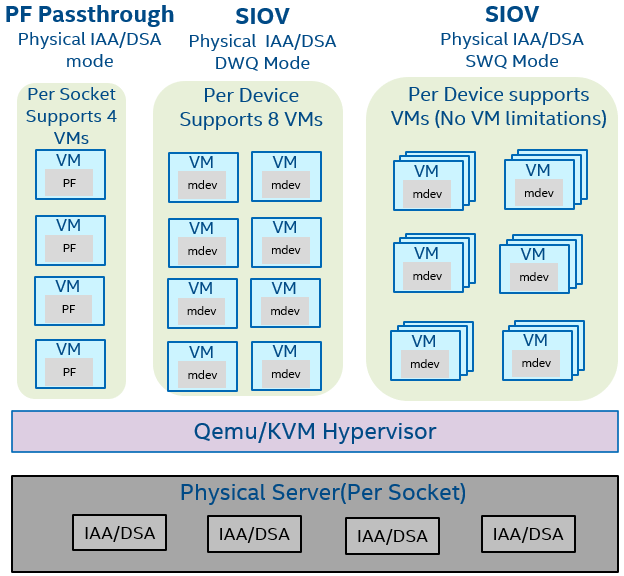 PF Passthrough
Physical IAA/DSA
mode
SIOV
Physical  IAA/DSA
DWQ Mode
SIOV
Physical IAA/DSA
SWQ Mode
Per Socket
Supports 4
VMs
VM
PF
VM
PF
VM
PF
VM
PF
Per Device
Supports 8 VMs
VM
mdev
VM
mdev
VM
mdev
VM
mdev
VM
mdev
VM
mdev
VM
mdev
VM
mdev
Per Device supports
VMs (No VM limitations)
VM
mdev
VM
mdev
VM
mdev
VM
mdev
VM
mdev
VM
mdev
Qemu/KVM Hypervisor
Physical Server(Per Socket)
IAA/DSA
IAA/DSA
IAA/DSA
IAA/DSA